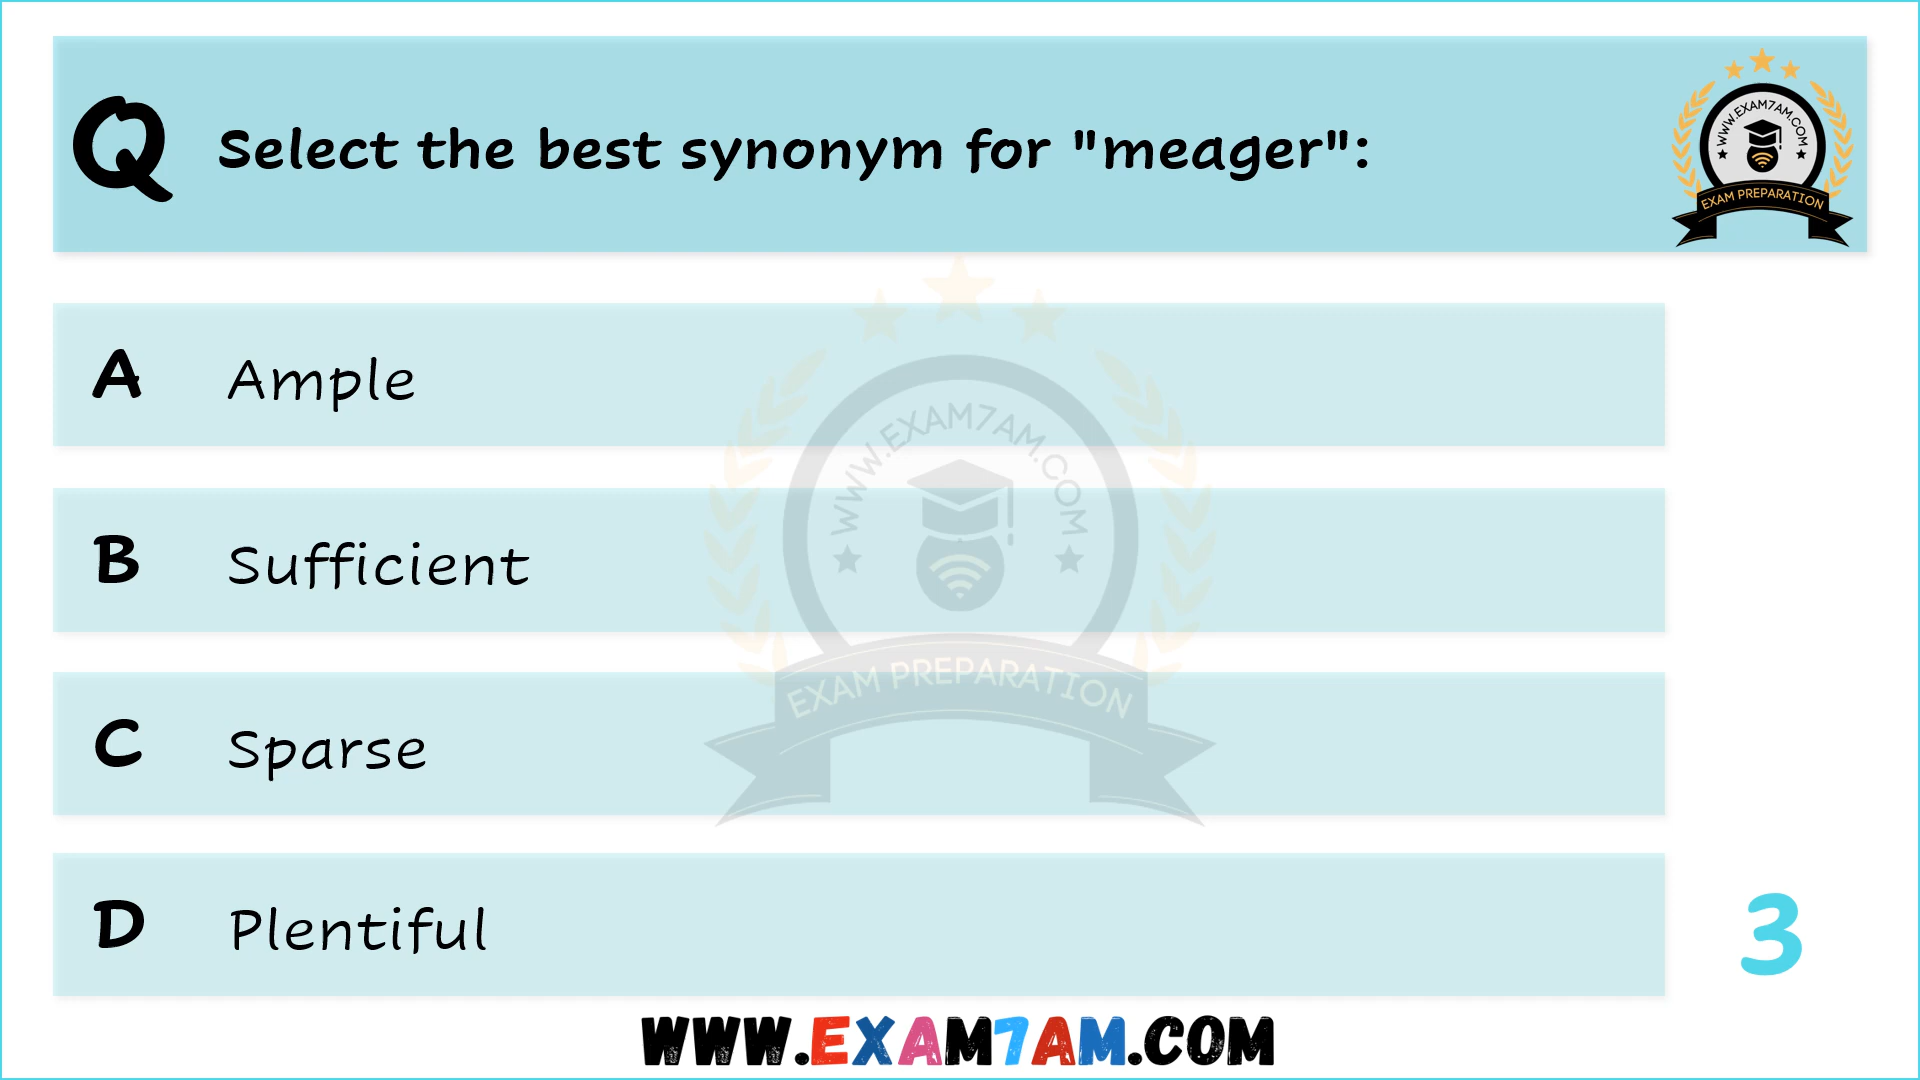 Q Select the best synonym for "meager":
WWW.EXAM7AM.COM
EXAM PREPARATION
A Ample
B Sufficient
WWW.EXAM7AM.COM
EXAM PREPARATION
C Sparse
D Plentiful
3
WWW.EXAM7AM.COM